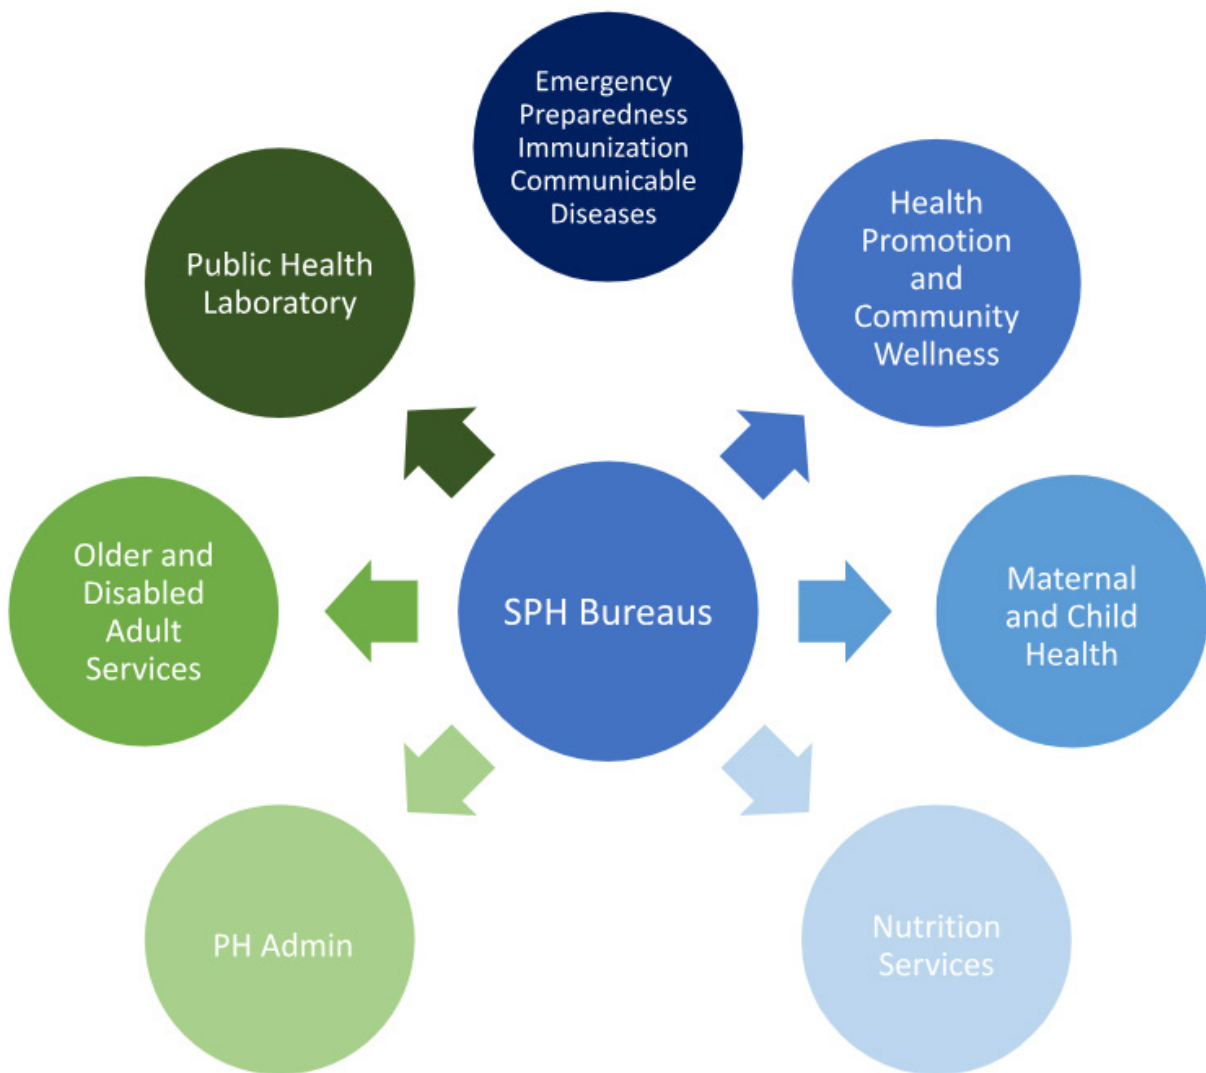 Emergency
Preparedness
Immunization
Communicable
Diseases
Health
Promotion
and
Community
Wellness
Public Health
Laboratory
Older and
Disabled
Adult
Services
SPH Bureaus
Maternal
and Child
Health
PH Admin
Nutrition
Services